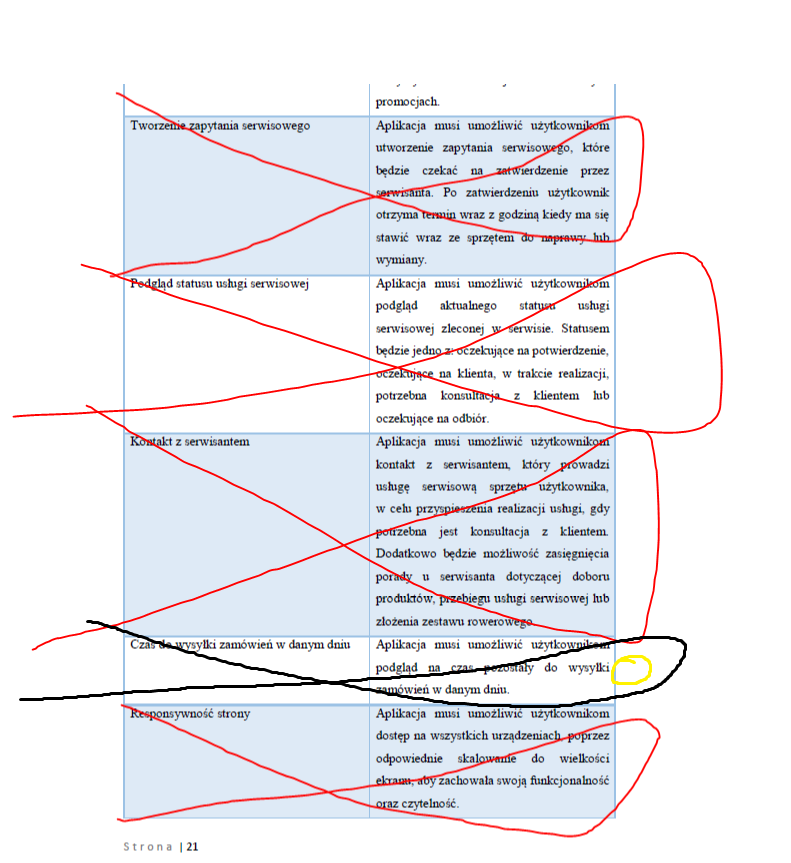 promocjach.
Tworzenie zapytania serwisowego
Aplikacja musi umożliwić użytkownikom
utworzenie zapytania serwisowego, które
będzie czekać na zatwierdzenie przez
serwisanta. Po zatwierdzeniu użytkownik
otrzyma termin wraz z godziną kiedy ma się
stawić wraz ze sprzętem do naprawy lub
wymiany.
Podgląd statusu usługi serwisowej
Aplikacja musi umożliwić użytkownikom
podgląd aktualnego statusu usługi
serwisowej zleconej w serwisie. Statusem
będzie jedno z: oczekujące na potwierdzenie,
oczekujące na klienta, w trakcie realizacji,
potrzebna konsultacja z klientem lub
oczekujące na odbiór.
Kontakt z serwisantem
Aplikacja musi umożliwić użytkownikom
kontakt z serwisantem, który prowadzi
usługę serwisową sprzętu użytkownika,
w celu przyspieszenia realizacji usługi, gdy
potrzebna jest konsultacja z klientem.
Dodatkowo będzie możliwość zasięgnięcia
porady u serwisanta dotyczącej doboru
produktów, przebiegu usługi serwisowej lub
złożenia zestawu rowerowego.
Czas do wysyłki zamówień w danym dniu
Aplikacja musi umożliwić użytkownikom
podgląd na czas pozostały do wysyłki
zamówień w danym dniu.
Responsywność strony
Aplikacja musi umożliwić użytkownikom
dostęp na wszystkich urządzeniach, poprzez
odpowiednie skalowanie do wielkości
ekranu, aby zachowała swoją funkcjonalność
oraz czytelność.
Strona | 21